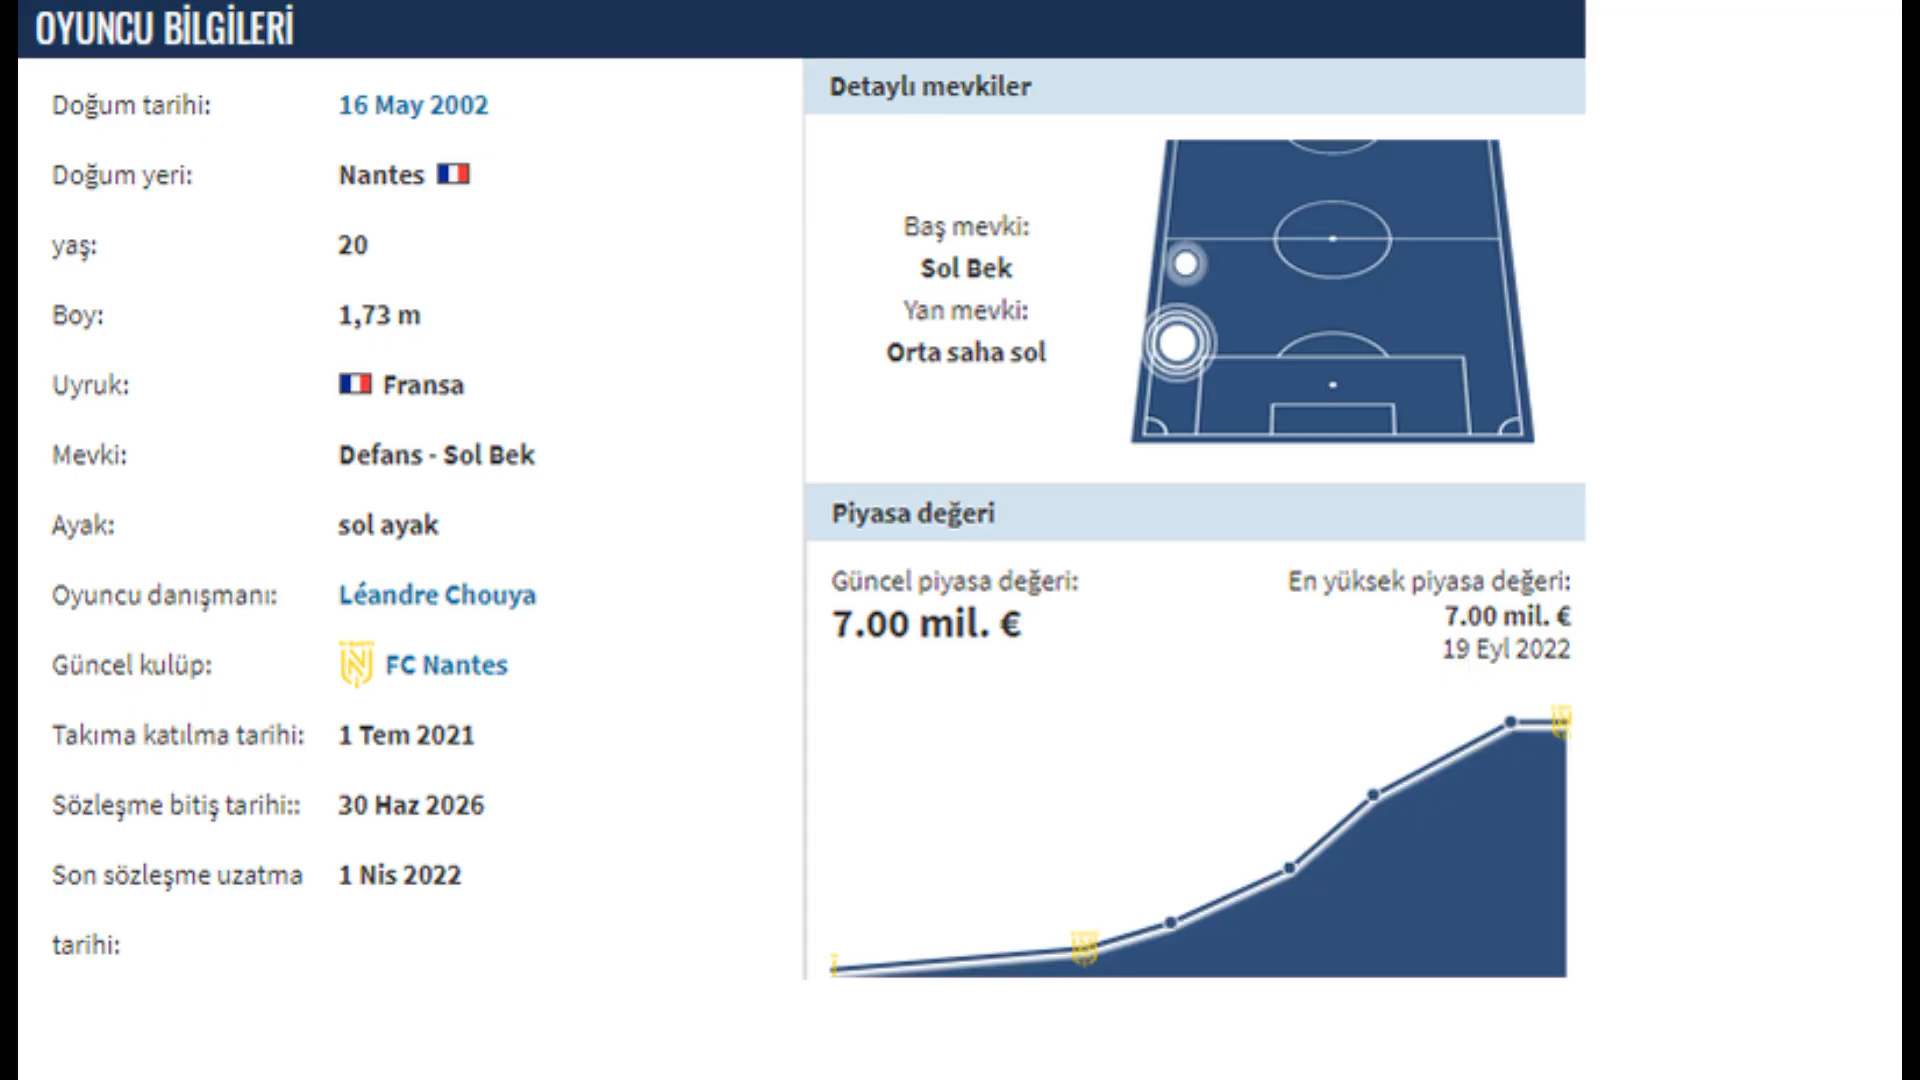 OYUNCU BİLGİLERİ
Doğum tarihi: 16 May 2002
Doğum yeri: Nantes
yaş: 20
Boy: 1,73 m
Uyruk: Fransa
Mevki: Defans - Sol Bek
Ayak: sol ayak
Oyuncu danışmanı: Léandre Chouya
Güncel kulüp: FC Nantes
Takıma katılma tarihi: 1 Tem 2021
Sözleşme bitiş tarihi:: 30 Haz 2026
Son sözleşme uzatma 1 Nis 2022
tarihi:
Detaylı mevkiler
Baş mevki:
Sol Bek
Yan mevki:
Orta saha sol
Piyasa değeri
Güncel piyasa değeri:
7.00 mil. €
En yüksek piyasa değeri:
7.00 mil. €
19 Eyl 2022